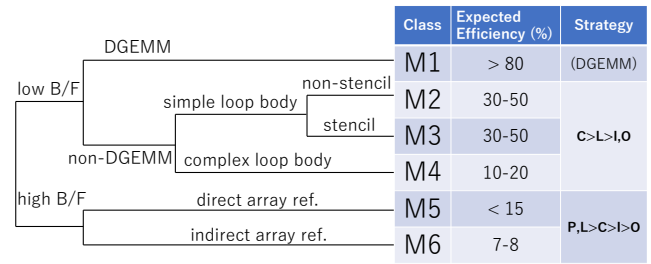 Class Expected Efficiency (%) Strategy
DGEMM
M1 > 80 (DGEMM)
low B/F
non-stencil
M2 30-50
simple loop body
stencil
M3 30-50
C>L>I,O
non-DGEMM complex loop body
M4 10-20
high B/F
direct array ref.
M5 < 15
P,L>C>I>O
indirect array ref.
M6 7-8